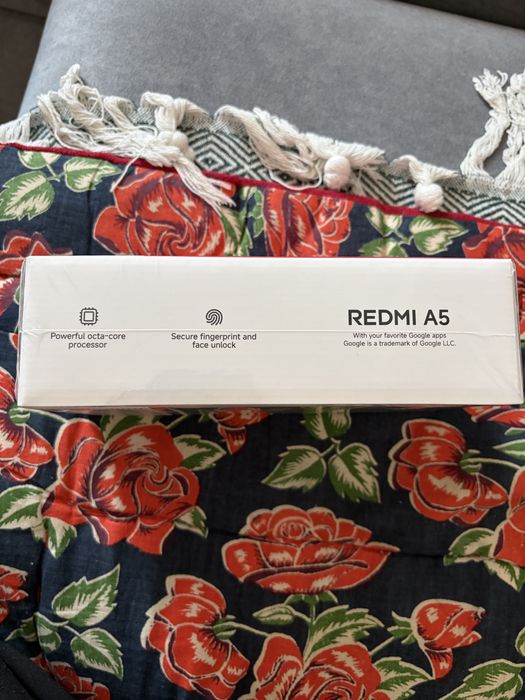 Powerful octa-core
processor
Secure fingerprint and
face unlock
REDMI A5
With your favorite Google apps
Google is a trademark of Google LLC.